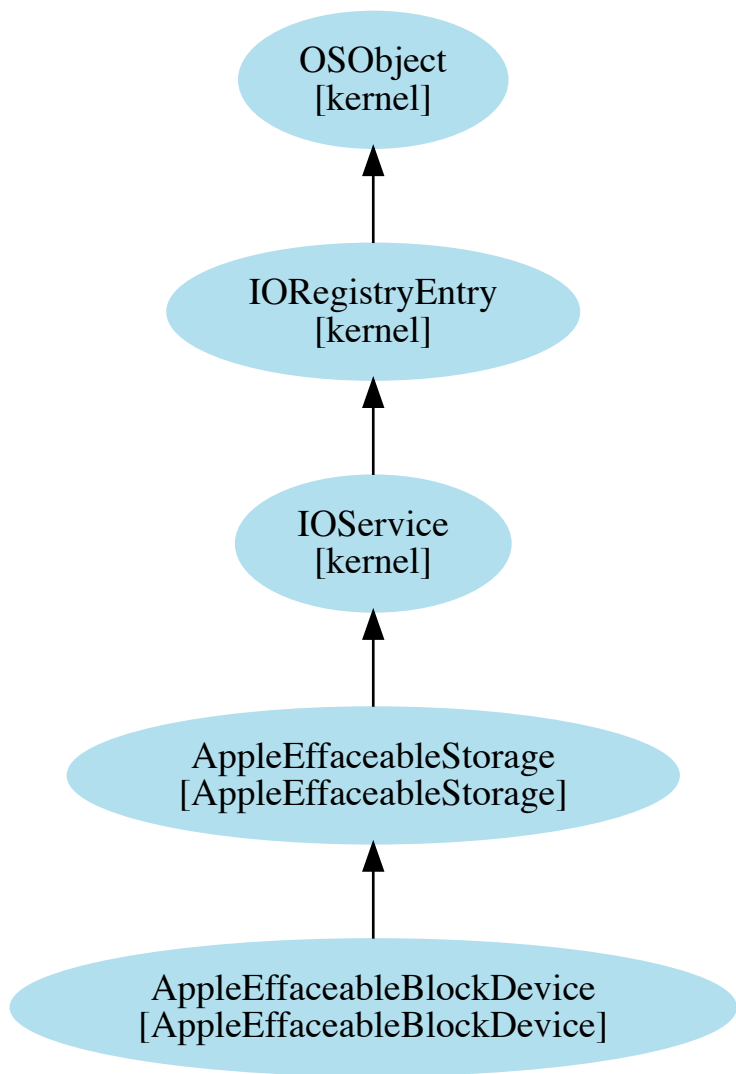 OSObject
[kernel]
IORegistryEntry
[kernel]
IOService
[kernel]
AppleEffaceableStorage
[AppleEffaceableStorage]
AppleEffaceableBlockDevice
[AppleEffaceableBlockDevice]